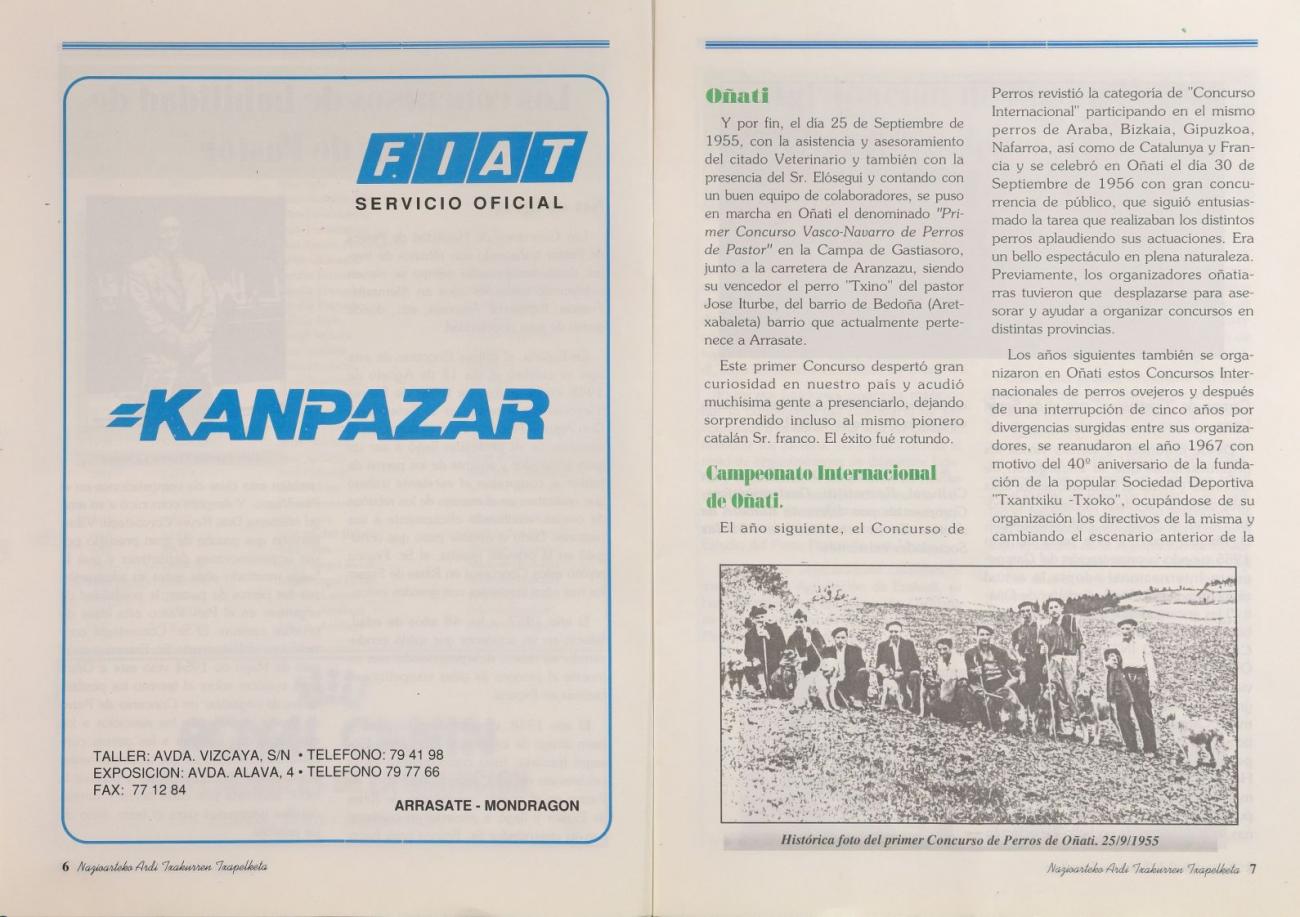 FIAT
SERVICIO OFICIAL
KANPAZAR
TALLER: AVDA. VIZCAYA, S/N • TELEFONO: 79 41 98
EXPOSICION: AVDA. ALAVA, 4 • TELEFONO 79 77 66
FAX: 77 12 84
ARRASATE - MONDRAGON
6 Nazioarteko Ardi Txakurren Txapelketa
Oñati
Y por fin, el día 25 de Septiembre de
1955, con la asistencia y asesoramiento
del citado Veterinario y también con la
presencia del Sr. Elósegui y contando con
un buen equipo de colaboradores, se puso
en marcha en Oñati el denominado "Pri-
mer Concurso Vasco-Navarro de Perros
de Pastor" en la Campa de Gastiasoro,
junto a la carretera de Aranzazu, siendo
su vencedor el perro "Txino" del pastor
Jose Iturbe, del barrio de Bedoña (Aret-
xabaleta) barrio que actualmente perte-
nece a Arrasate.
Este primer Concurso despertó gran
curiosidad en nuestro país y acudió
muchísima gente a presenciarlo, dejando
sorprendido incluso al mismo pionero
catalán Sr. franco. El éxito fué rotundo.
Campeonato Internacional
de Oñati.
El año siguiente, el Concurso de
Perros revistió la categoría de "Concurso
Internacional" participando en el mismo
perros de Araba, Bizkaia, Gipuzkoa,
Nafarroa, asi como de Catalunya y Fran-
cia y se celebró en Oñati el día 30 de
Septiembre de 1956 con gran concu-
rrencia de público, que siguió entusias-
mado la tarea que realizaban los distintos
perros aplaudiendo sus actuaciones. Era
un bello espectáculo en plena naturaleza.
Previamente, los organizadores oñatia-
rras tuvieron que desplazarse para ase-
sorar y ayudar a organizar concursos en
distintas provincias.
Los años siguientes también se orga-
nizaron en Oñati estos Concursos Inter-
nacionales de perros ovejeros y después
de una interrupción de cinco años por
divergencias surgidas entre sus organiza-
dores, se reanudaron el año 1967 con
motivo del 40º aniversario de la funda-
ción de la popular Sociedad Deportiva
"Txantxiku -Txoko", ocupándose de su
organización los directivos de la misma y
cambiando el escenario anterior de la
Histórica foto del primer Concurso de Perros de Oñati. 25/9/1955
Nazioarteko Ardi Txakurren Txapelketa 7